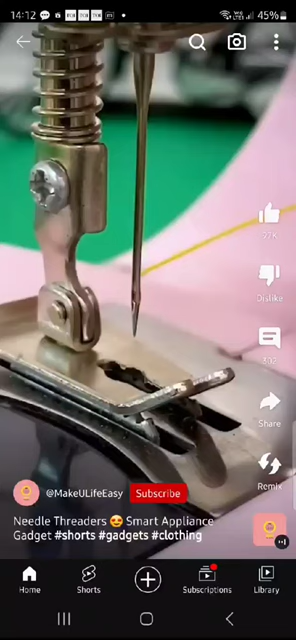 14:12
45%
Dislike
Share
Remix
@MakeULifeEasy Subscribe
Needle Threaders 😍 Smart Appliance
Gadget #shorts #gadgets #clothing
Home Shorts Subscriptions Library